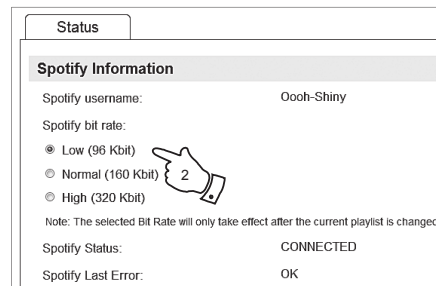 Status
Spotify Information
Spotify username: Oooh-Shiny
Spotify bit rate:
Low (96 Kbit)
Normal (160 Kbit) 2
High (320 Kbit)
Note: The selected Bit Rate will only take effect after the current playlist is changed
Spotify Status: CONNECTED
Spotify Last Error: OK